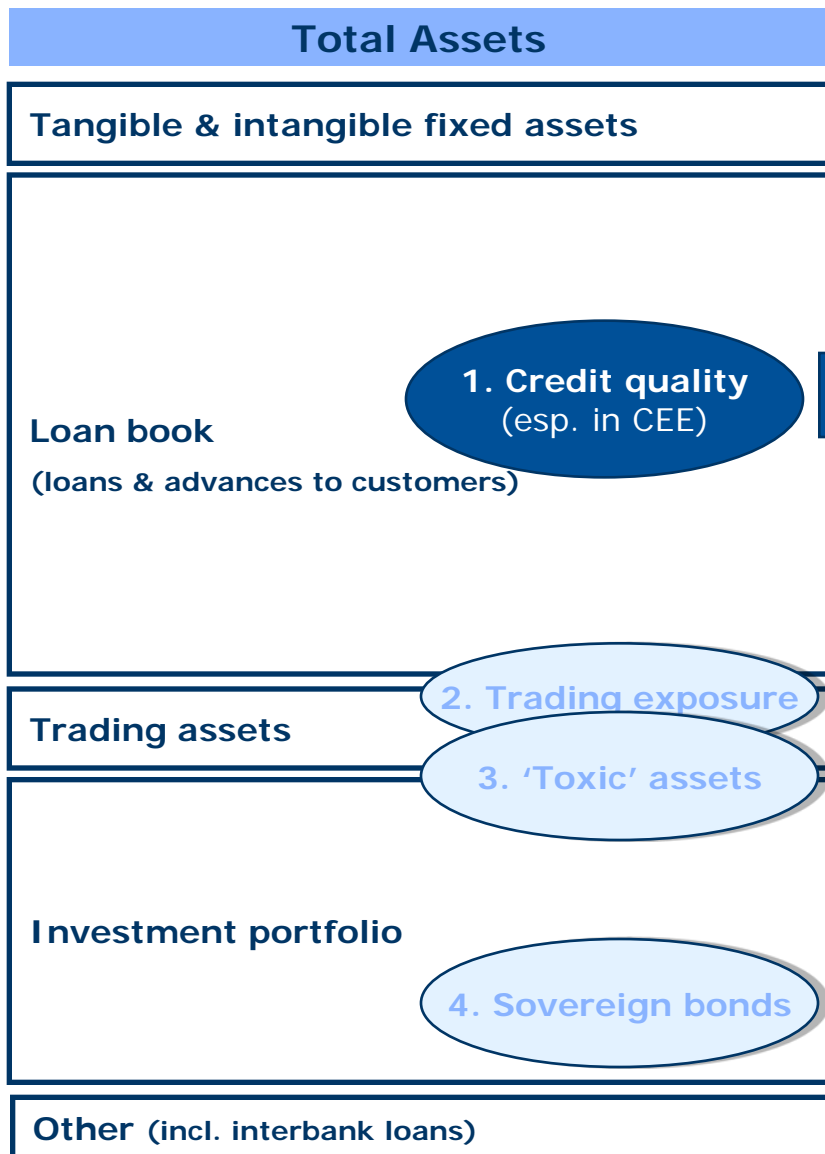 Total Assets
Tangible & intangible fixed assets
1. Credit quality
(esp. in CEE)
Loan book
(loans & advances to customers)
2. Trading exposure
Trading assets
3. ‘Toxic’ assets
Investment portfolio
4. Sovereign bonds
Other (incl. interbank loans)